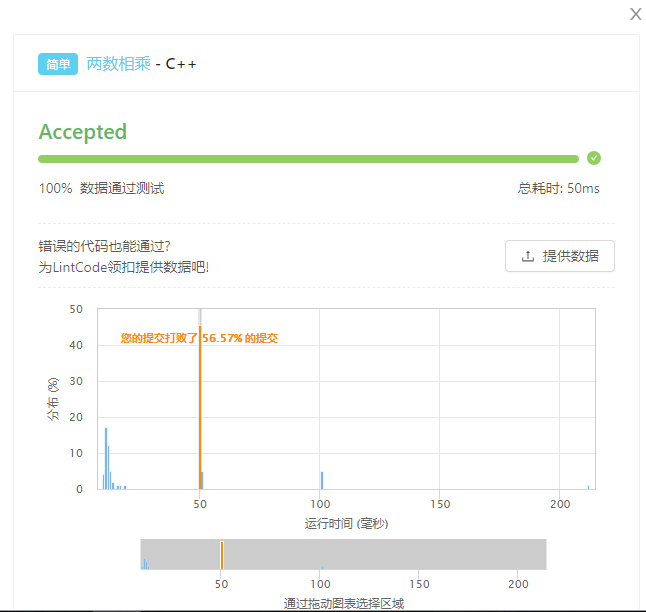 X
简单 两数相乘 - C++
Accepted
100% 数据通过测试 总耗时: 50ms
错误的代码也能通过?
为LintCode领扣提供数据吧!
提供数据
50
您的提交打败了 56.57% 的提交
40
30
20
10
0
分布 (%)
50 100 150 200
运行时间 (毫秒)
50 100 150 200
通过拖动图表选择区域